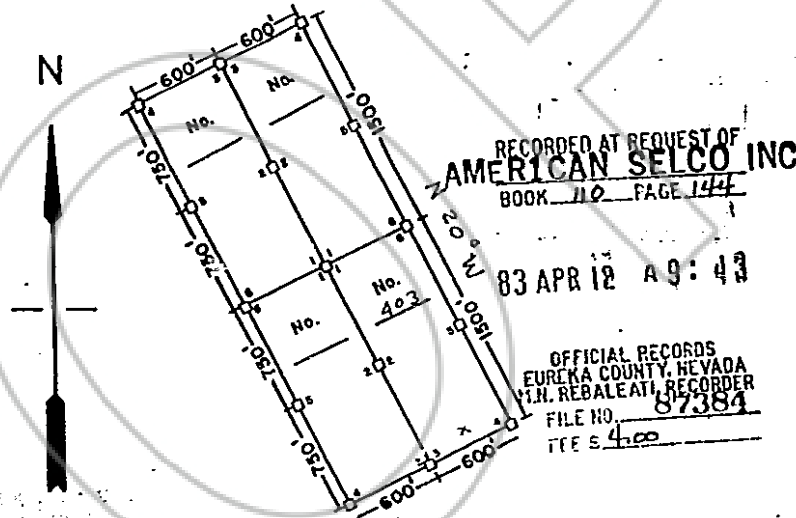 N
600' 600'
No.
No.
1500'
750'
750'
N 20° W
No.
No.
403
750'
750'
1500'
600' 600'
x
RECORDED AT REQUEST OF
AMERICAN SELCO INC
BOOK 110 PAGE 144
83 APR 12 A9:43
OFFICIAL RECORDS
EUREKA COUNTY, NEVADA
M.N. REBALEATI, RECORDER
FILE NO. 87384
FEE $ 4.00